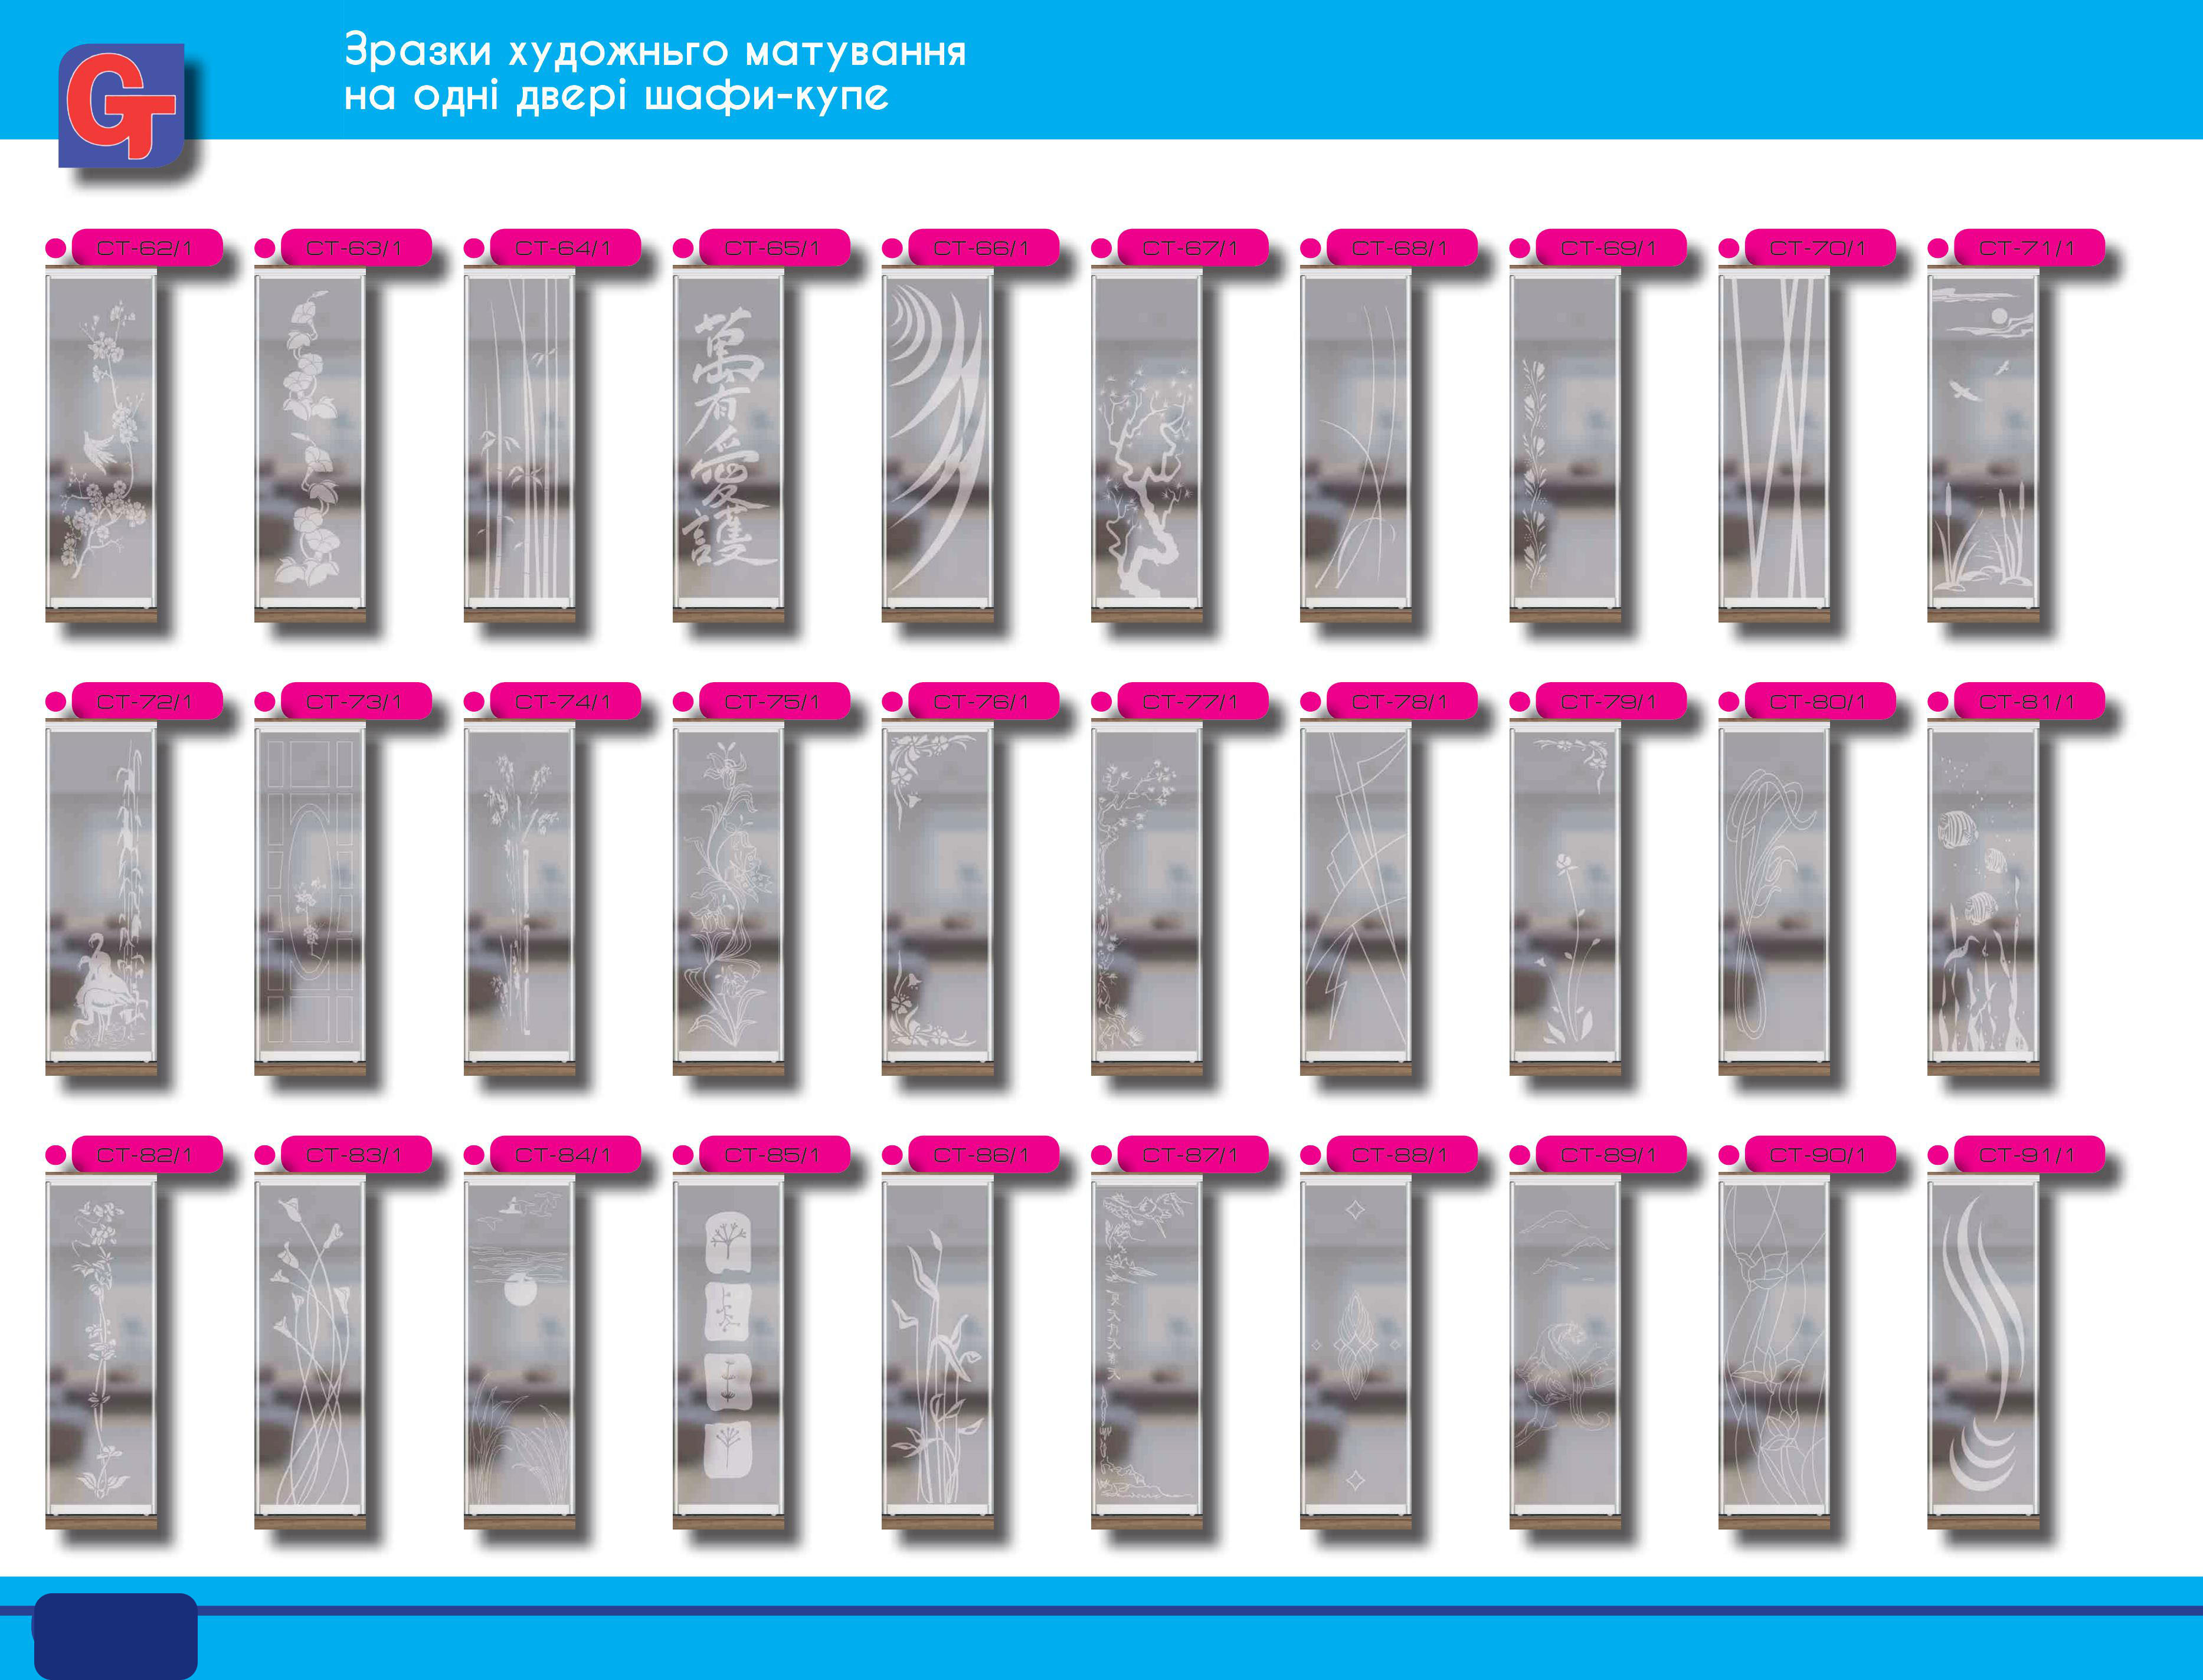 GT
Зразки художнього матування
на одні двері шафи-купе
СТ-62/1 СТ-63/1 СТ-64/1 СТ-65/1 СТ-66/1 СТ-67/1 СТ-68/1 СТ-69/1 СТ-70/1 СТ-71/1
萬
有
愛
護
СТ-72/1 СТ-73/1 СТ-74/1 СТ-75/1 СТ-76/1 СТ-77/1 СТ-78/1 СТ-79/1 СТ-80/1 СТ-81/1
СТ-82/1 СТ-83/1 СТ-84/1 СТ-85/1 СТ-86/1 СТ-87/1 СТ-88/1 СТ-89/1 СТ-90/1 СТ-91/1